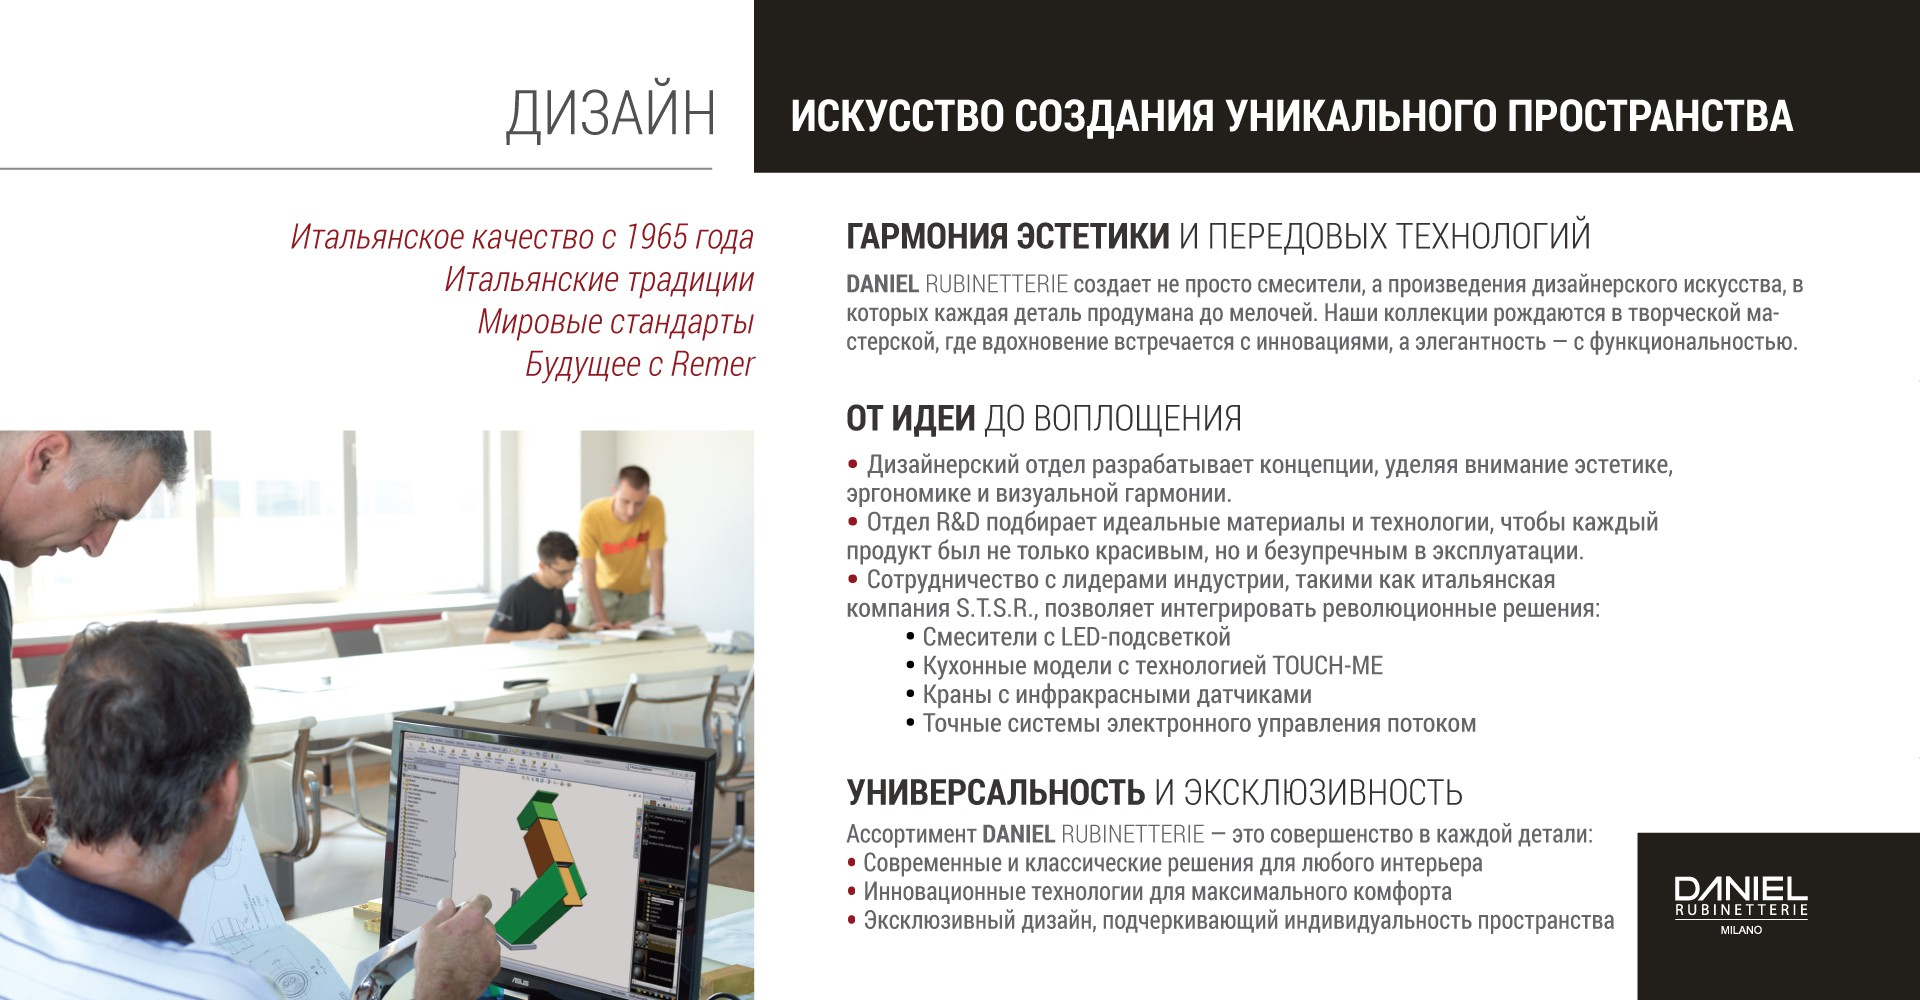 ДИЗАЙН
ИСКУССТВО СОЗДАНИЯ УНИКАЛЬНОГО ПРОСТРАНСТВА
Итальянское качество с 1965 года
Итальянские традиции
Мировые стандарты
Будущее с Remer
ГАРМОНИЯ ЭСТЕТИКИ И ПЕРЕДОВЫХ ТЕХНОЛОГИЙ
DANIEL RUBINETTERIE создает не просто смесители, а произведения дизайнерского искусства, в
которых каждая деталь продумана до мелочей. Наши коллекции рождаются в творческой ма-
стерской, где вдохновение встречается с инновациями, а элегантность — с функциональностью.
ОТ ИДЕИ ДО ВОПЛОЩЕНИЯ
• Дизайнерский отдел разрабатывает концепции, уделяя внимание эстетике,
эргономике и визуальной гармонии.
• Отдел R&D подбирает идеальные материалы и технологии, чтобы каждый
продукт был не только красивым, но и безупречным в эксплуатации.
• Сотрудничество с лидерами индустрии, такими как итальянская
компания S.T.S.R., позволяет интегрировать революционные решения:
• Смесители с LED-подсветкой
• Кухонные модели с технологией TOUCH-ME
• Краны с инфракрасными датчиками
• Точные системы электронного управления потоком
УНИВЕРСАЛЬНОСТЬ И ЭКСКЛЮЗИВНОСТЬ
Ассортимент DANIEL RUBINETTERIE — это совершенство в каждой детали:
• Современные и классические решения для любого интерьера
• Инновационные технологии для максимального комфорта
• Эксклюзивный дизайн, подчеркивающий индивидуальность пространства
DANIEL
RUBINETTERIE
MILANO
ASUS